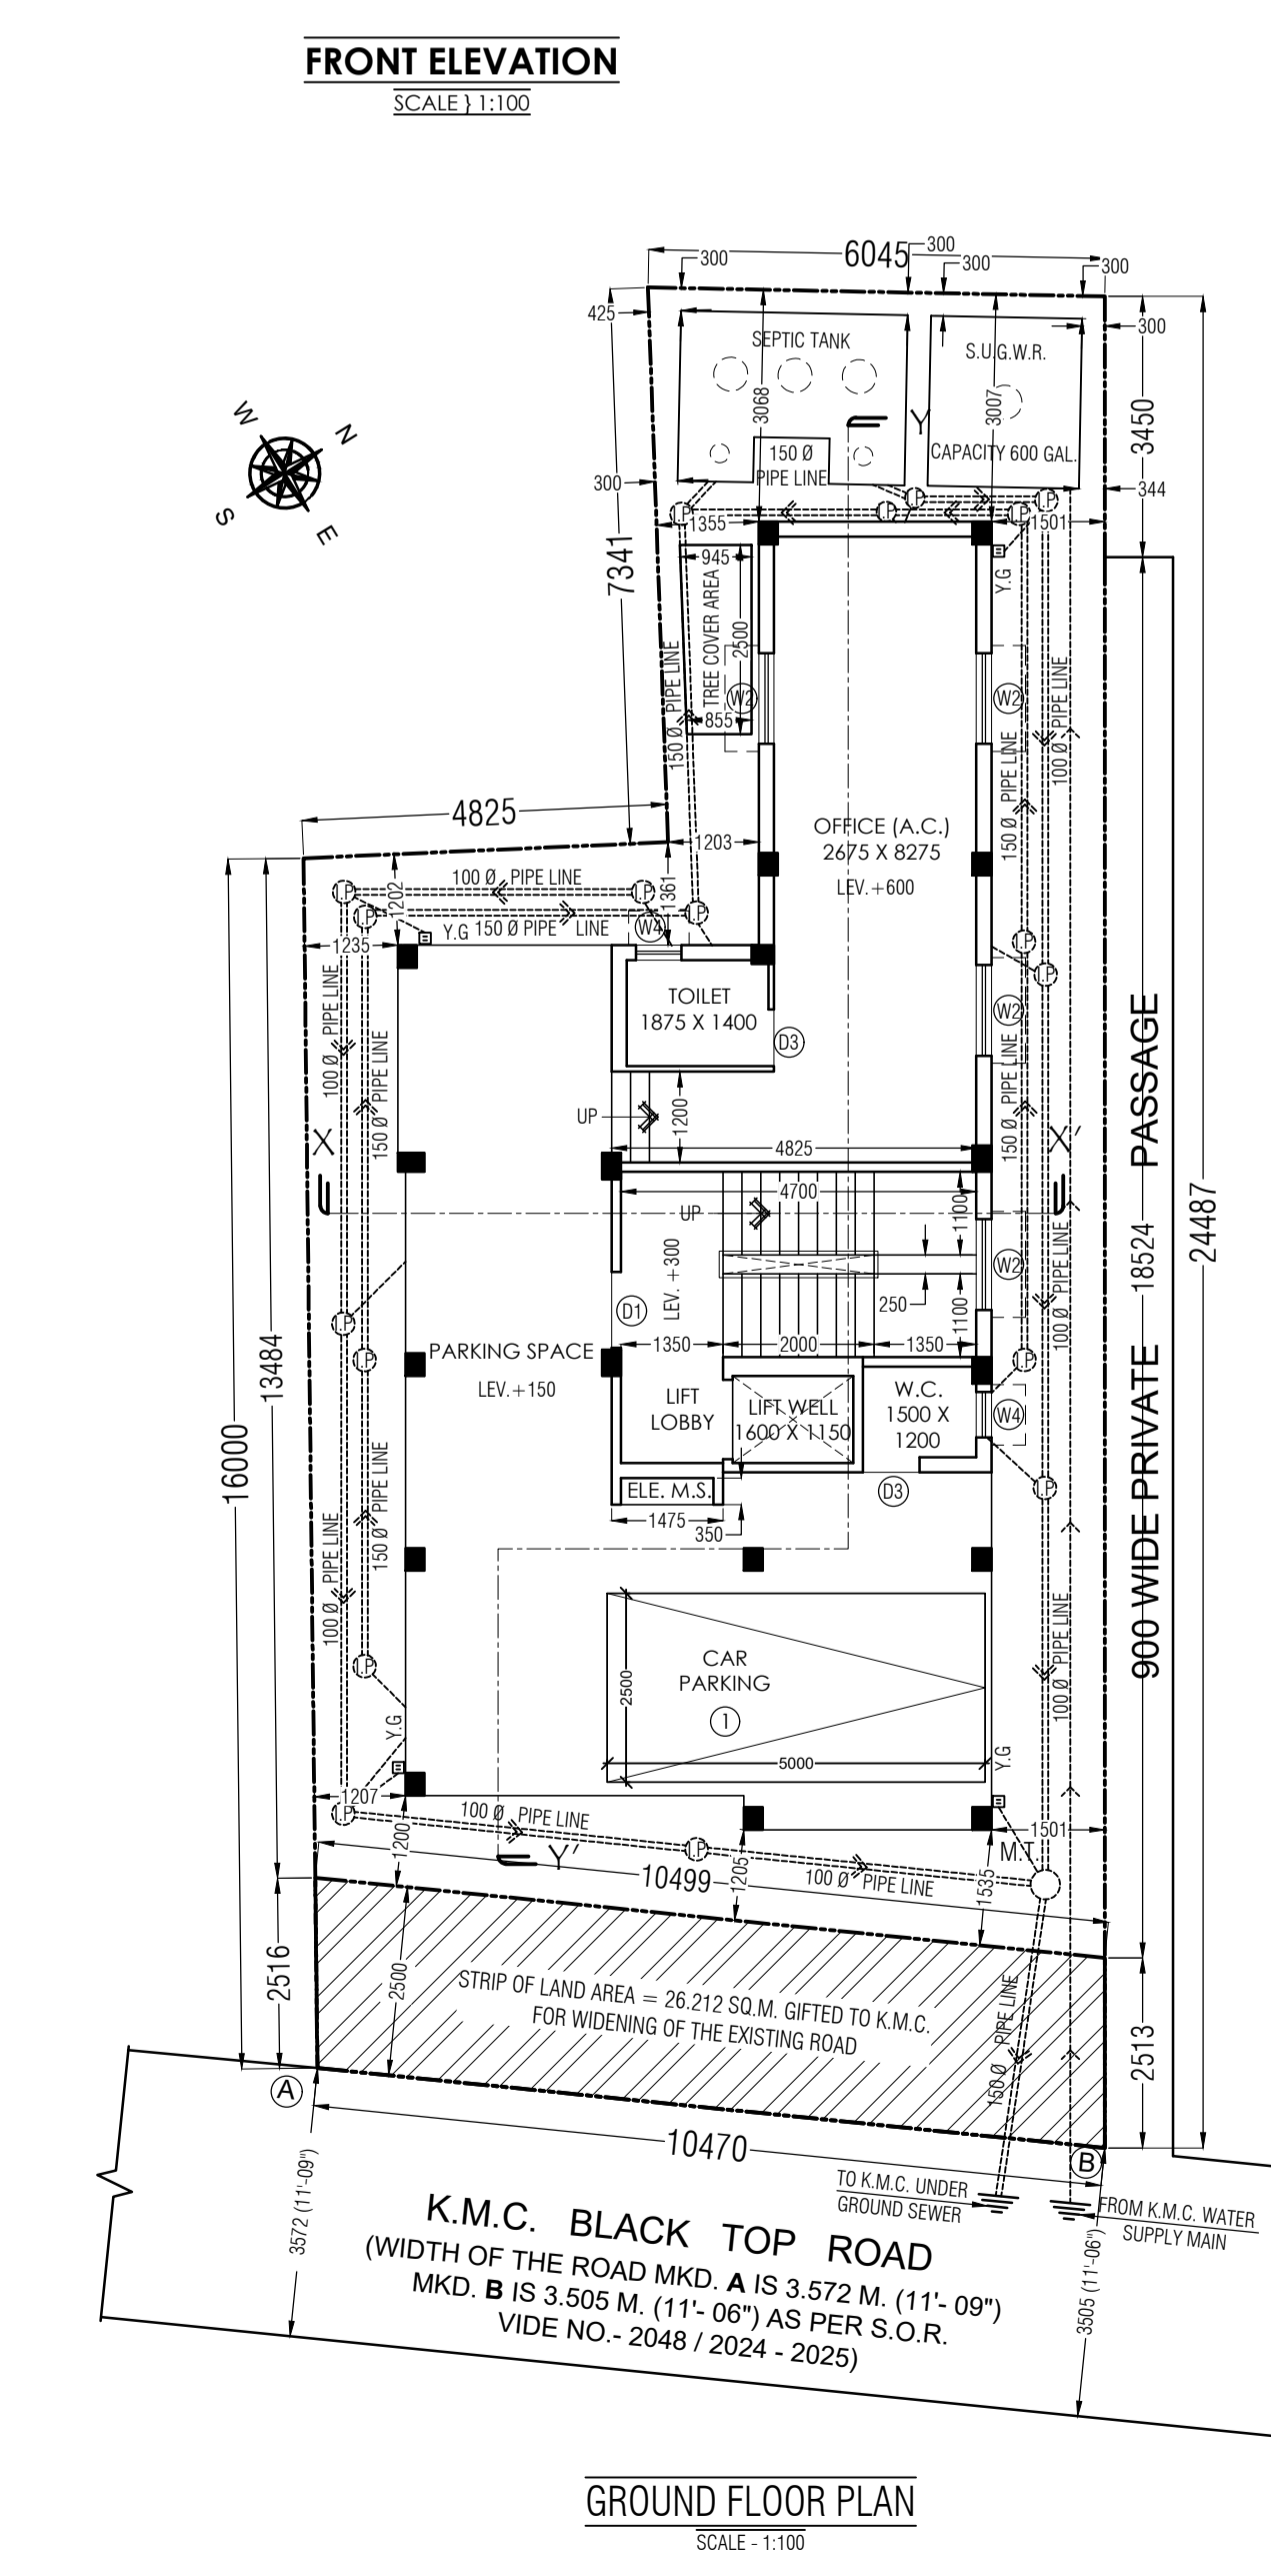 FRONT ELEVATION
SCALE } 1:100
6045
300
300
300
300
425
300
SEPTIC TANK
S.U.G.W.R.
3068
3007
3450
Y
150 Ø
PIPE LINE
CAPACITY 600 GAL.
W
N
S
E
300
344
I.P
I.P
I.P
I.P
I.P
1355
1501
945
Y.G
7341
TREE COVER AREA
2500
855
150 Ø PIPE LINE
W2
W2
150 Ø PIPE LINE
100 Ø PIPE LINE
4825
1203
OFFICE (A.C.)
2675 X 8275
LEV.+600
100 Ø PIPE LINE
I.P
I.P
I.P
I.P
1202
1361
150 Ø PIPE LINE
W4
Y.G
1235
I.P
I.P
TOILET
1875 X 1400
D3
W2
100 Ø PIPE LINE
150 Ø PIPE LINE
150 Ø PIPE LINE
UP
1200
4825
X
X'
4700
UP
1100
LEV. +300
W2
D1
250
1100
100 Ø PIPE LINE
I.P
I.P
I.P
1350
2000
1350
PARKING SPACE
LEV.+150
LIFT
LOBBY
LIFT WELL
1600 X 1150
W.C.
1500 X
1200
W4
D3
I.P
ELE. M.S.
1475
350
13484
16000
24487
18524
900 WIDE PRIVATE PASSAGE
100 Ø PIPE LINE
150 Ø PIPE LINE
100 Ø PIPE LINE
I.P
CAR
PARKING
1
2500
5000
Y.G
Y.G
1207
I.P
100 Ø PIPE LINE
I.P
1501
M.T.
1200
Y'
10499
1205
100 Ø PIPE LINE
1535
2516
2500
STRIP OF LAND AREA = 26.212 SQ.M. GIFTED TO K.M.C.
FOR WIDENING OF THE EXISTING ROAD
150 Ø PIPE LINE
2513
A
10470
B
3572 (11'-09")
TO K.M.C. UNDER
GROUND SEWER
FROM K.M.C. WATER
SUPPLY MAIN
3505 (11'-06")
K.M.C. BLACK TOP ROAD
(WIDTH OF THE ROAD MKD. A IS 3.572 M. (11'- 09")
MKD. B IS 3.505 M. (11'- 06") AS PER S.O.R.
VIDE NO.- 2048 / 2024 - 2025)
GROUND FLOOR PLAN
SCALE - 1:100